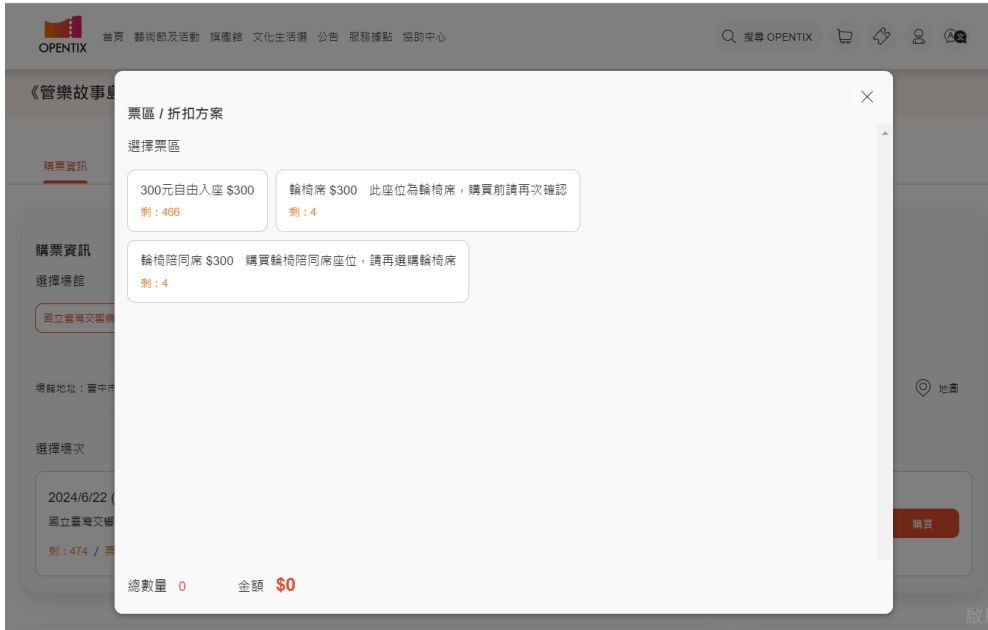 OPENTIX
首頁 藝術節及活動 旗艦館 文化生活選 公告 服務據點 協助中心
搜尋 OPENTIX
《管樂故事島
購票資訊
票區 / 折扣方案
選擇票區
300元自由入座 $300
剩：466
輪椅席 $300 此座位為輪椅席，購買前請再次確認
剩：4
輪椅陪同席 $300 購買輪椅陪同席座位，請再選購輪椅席
剩：4
總數量 0 金額 $0
購票資訊
選擇場館
國立臺灣交響樂
場館地址：臺中市
地圖
選擇場次
2024/6/22 (
國立臺灣交響
剩：474 / 票
購買
啟